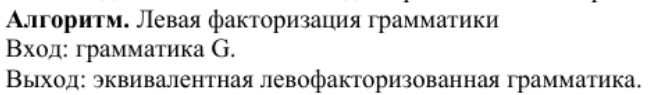 Алгоритм. Левая факторизация грамматики
Вход: грамматика G.
Выход: эквивалентная левофакторизованная грамматика.